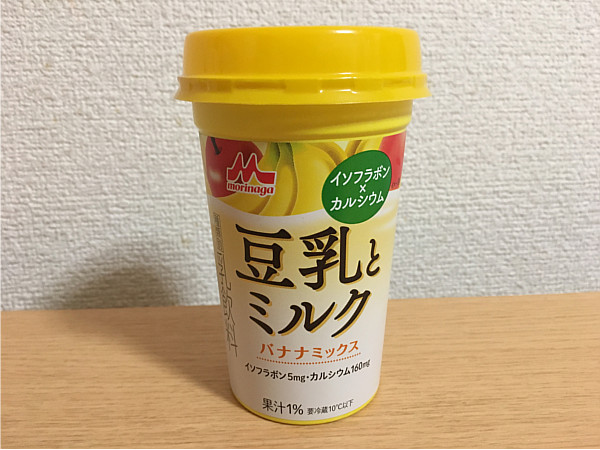 morinaga
イソフラボン
×
カルシウム
豆乳と
ミルク
バナナミックス
イソフラボン5mg・カルシウム160mg
果汁1% 要冷蔵10℃以下